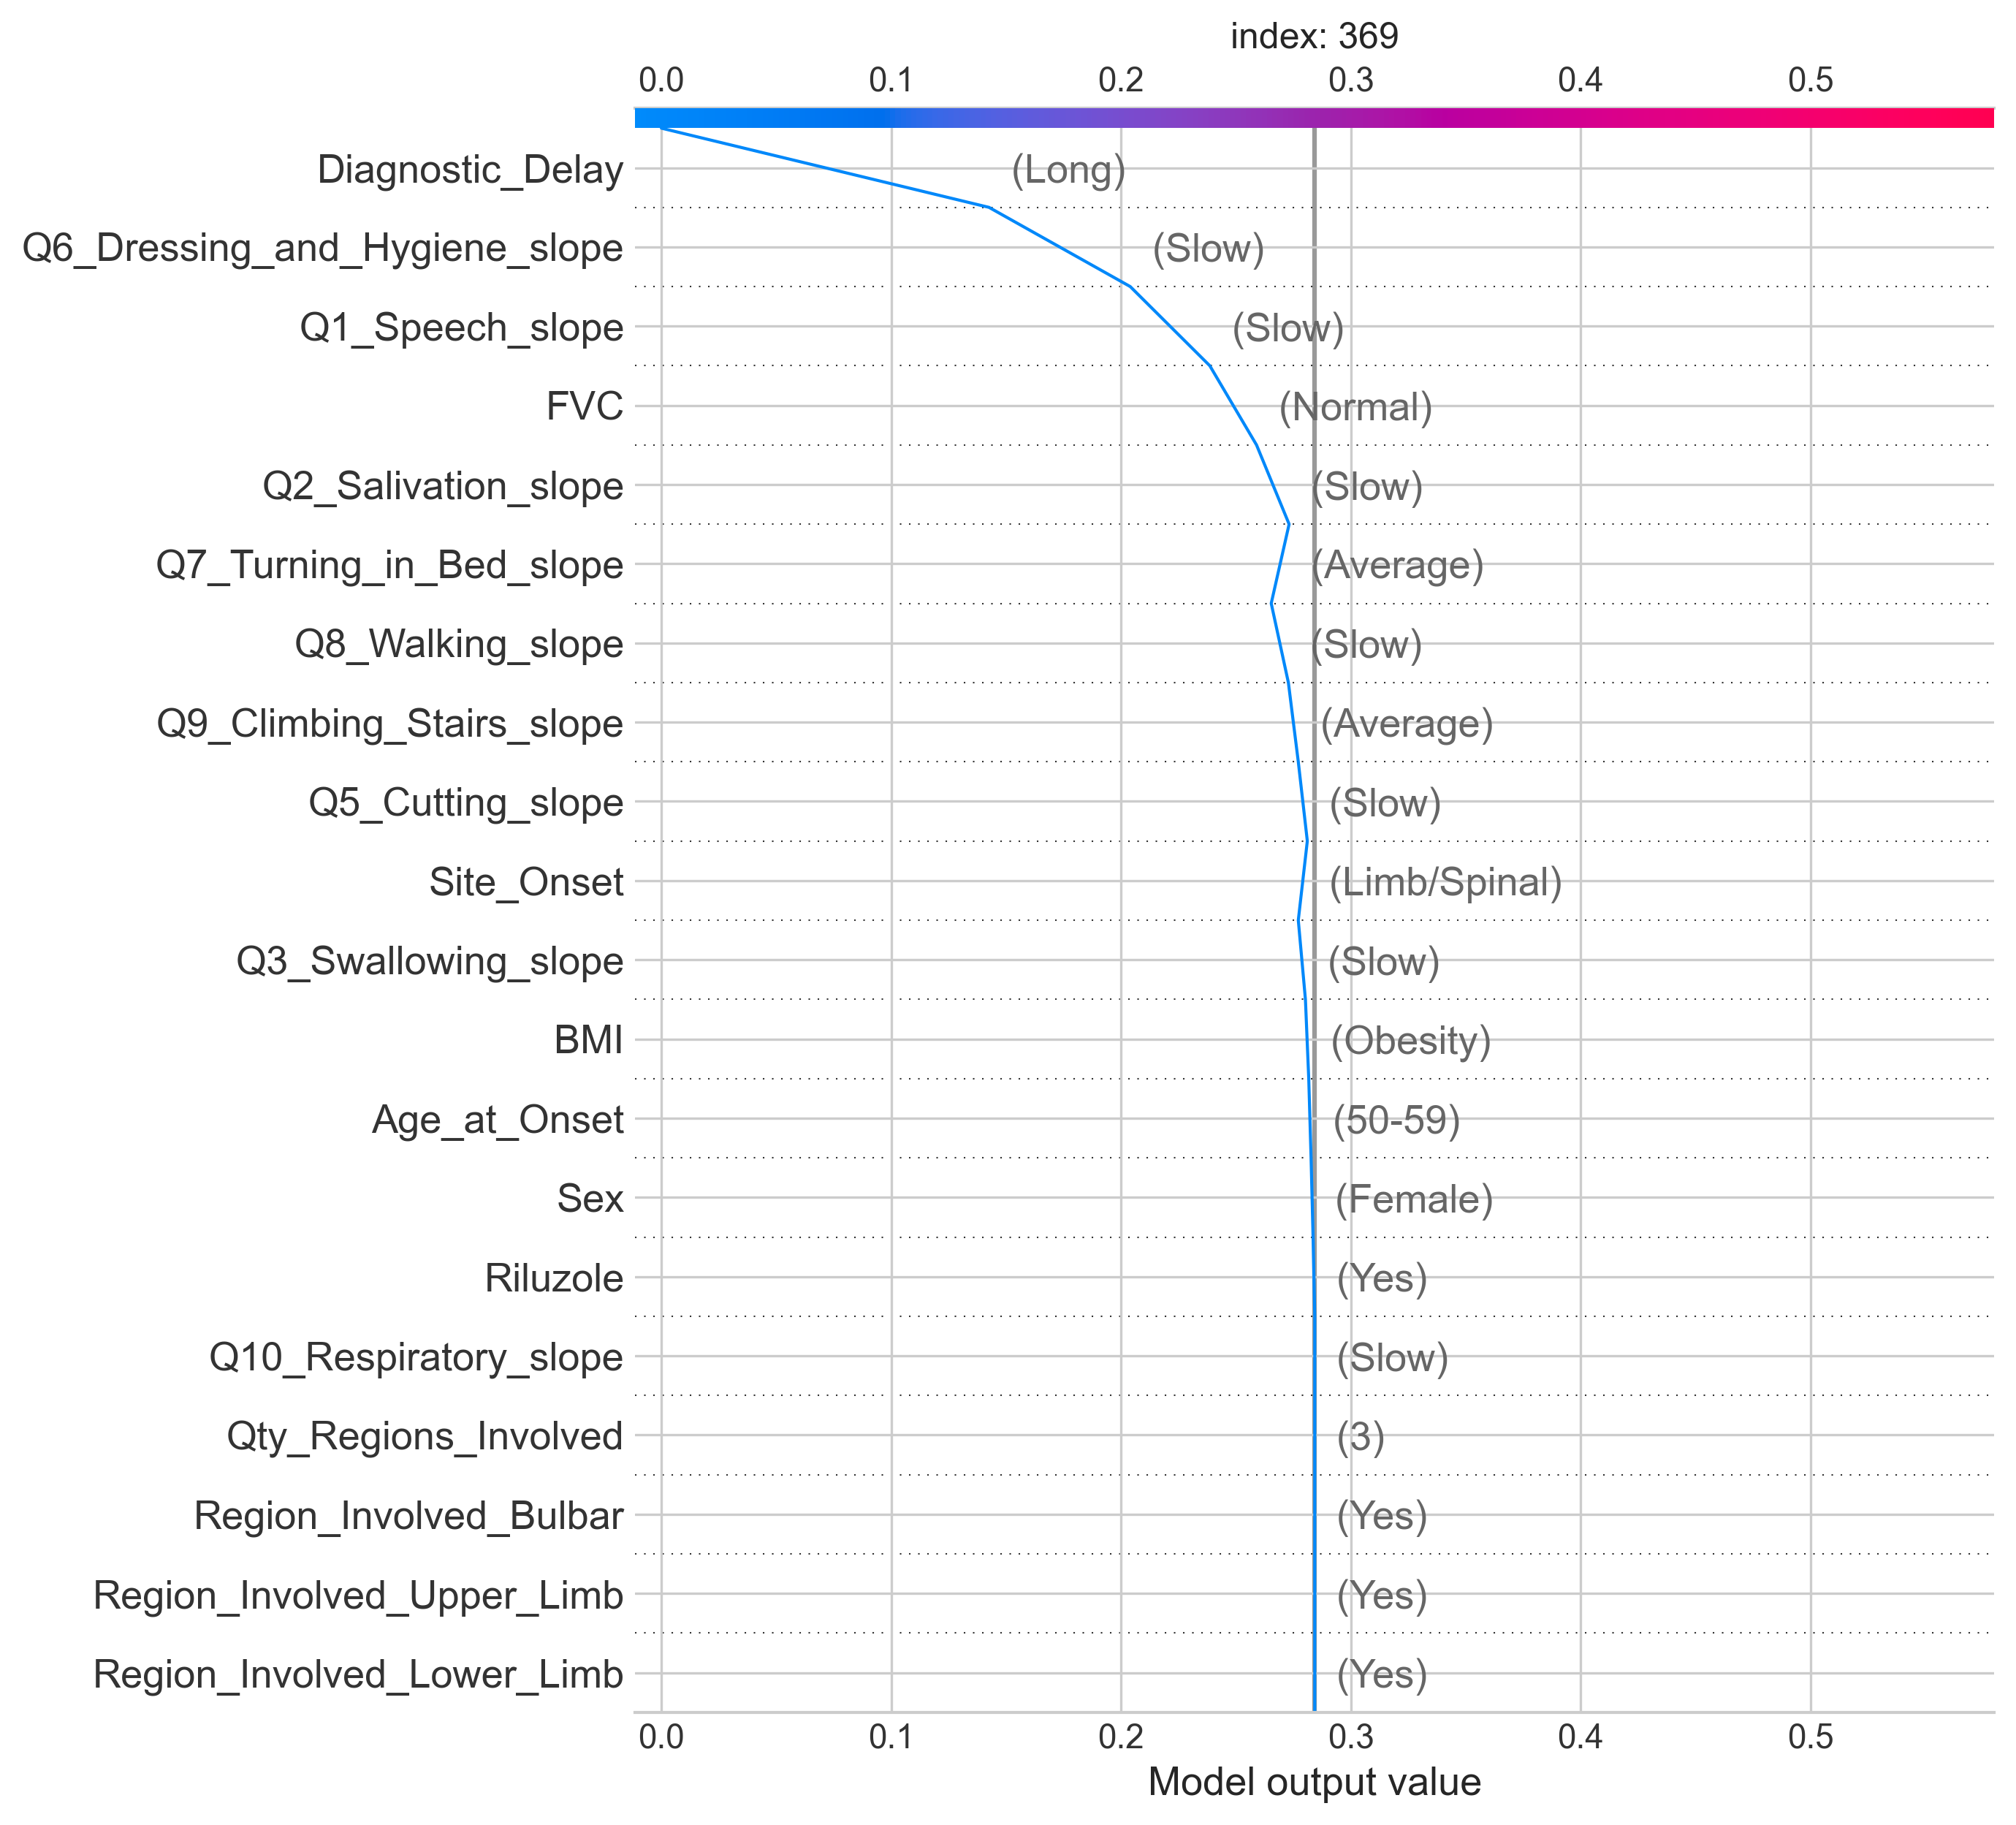 index: 369
0.0 0.1 0.2 0.3 0.4 0.5
Diagnostic_Delay (Long)
Q6_Dressing_and_Hygiene_slope (Slow)
Q1_Speech_slope (Slow)
FVC (Normal)
Q2_Salivation_slope (Slow)
Q7_Turning_in_Bed_slope (Average)
Q8_Walking_slope (Slow)
Q9_Climbing_Stairs_slope (Average)
Q5_Cutting_slope (Slow)
Site_Onset (Limb/Spinal)
Q3_Swallowing_slope (Slow)
BMI (Obesity)
Age_at_Onset (50-59)
Sex (Female)
Riluzole (Yes)
Q10_Respiratory_slope (Slow)
Qty_Regions_Involved (3)
Region_Involved_Bulbar (Yes)
Region_Involved_Upper_Limb (Yes)
Region_Involved_Lower_Limb (Yes)
0.0 0.1 0.2 0.3 0.4 0.5
Model output value